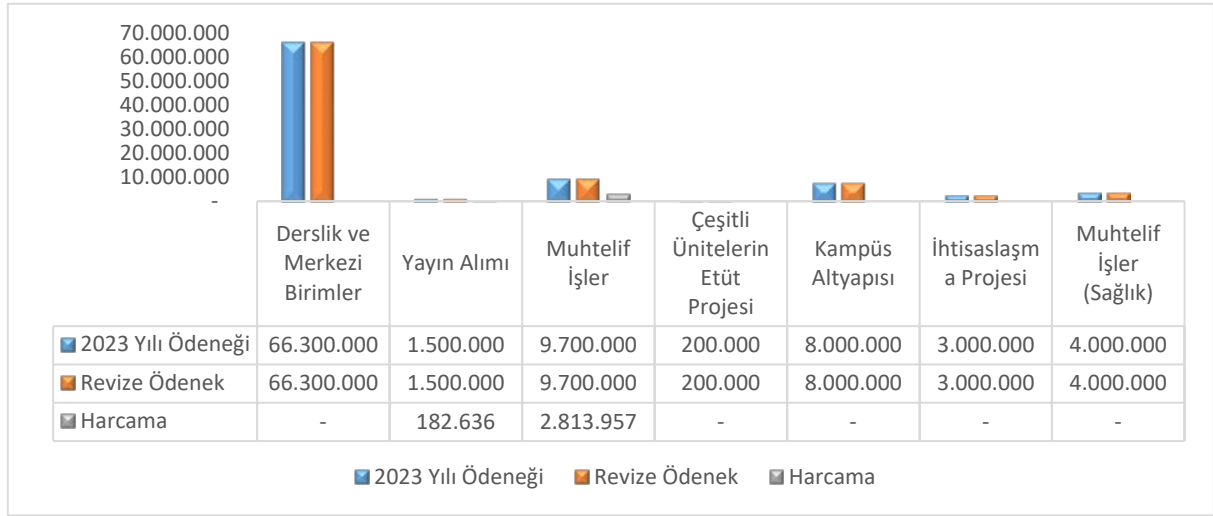 70.000.000
60.000.000
50.000.000
40.000.000
30.000.000
20.000.000
10.000.000
-
Derslik ve
Merkezi
Birimler
Yayın Alımı
Muhtelif
İşler
Çeşitli
Ünitelerin
Etüt
Projesi
Kampüs
Altyapısı
İhtisaslaşm
a Projesi
Muhtelif
İşler
(Sağlık)
2023 Yılı Ödeneği 66.300.000 1.500.000 9.700.000 200.000 8.000.000 3.000.000 4.000.000
Revize Ödenek 66.300.000 1.500.000 9.700.000 200.000 8.000.000 3.000.000 4.000.000
Harcama - 182.636 2.813.957 - - - -
2023 Yılı Ödeneği Revize Ödenek Harcama